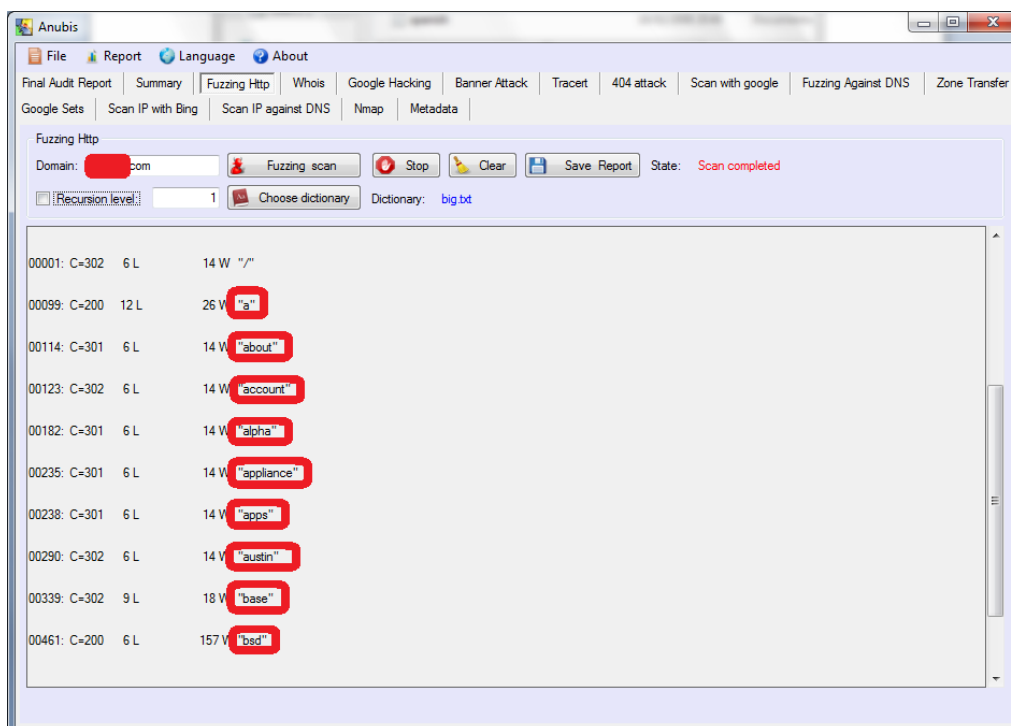 Anubis
File Report Language About
Final Audit Report Summary Fuzzing Http Whois Google Hacking Banner Attack Tracert 404 attack Scan with google Fuzzing Against DNS Zone Transfer
Google Sets Scan IP with Bing Scan IP against DNS Nmap Metadata
Fuzzing Http
Domain: com Fuzzing scan Stop Clear Save Report State: Scan completed
Recursion level: 1 Choose dictionary Dictionary: big.txt
00001: C=302 6 L 14 W "/"
00099: C=200 12 L 26 W "a"
00114: C=301 6 L 14 W "about"
00123: C=302 6 L 14 W "account"
00182: C=301 6 L 14 W "alpha"
00235: C=301 6 L 14 W "appliance"
00238: C=301 6 L 14 W "apps"
00290: C=302 6 L 14 W "austin"
00339: C=302 9 L 18 W "base"
00461: C=200 6 L 157 W "bsd"